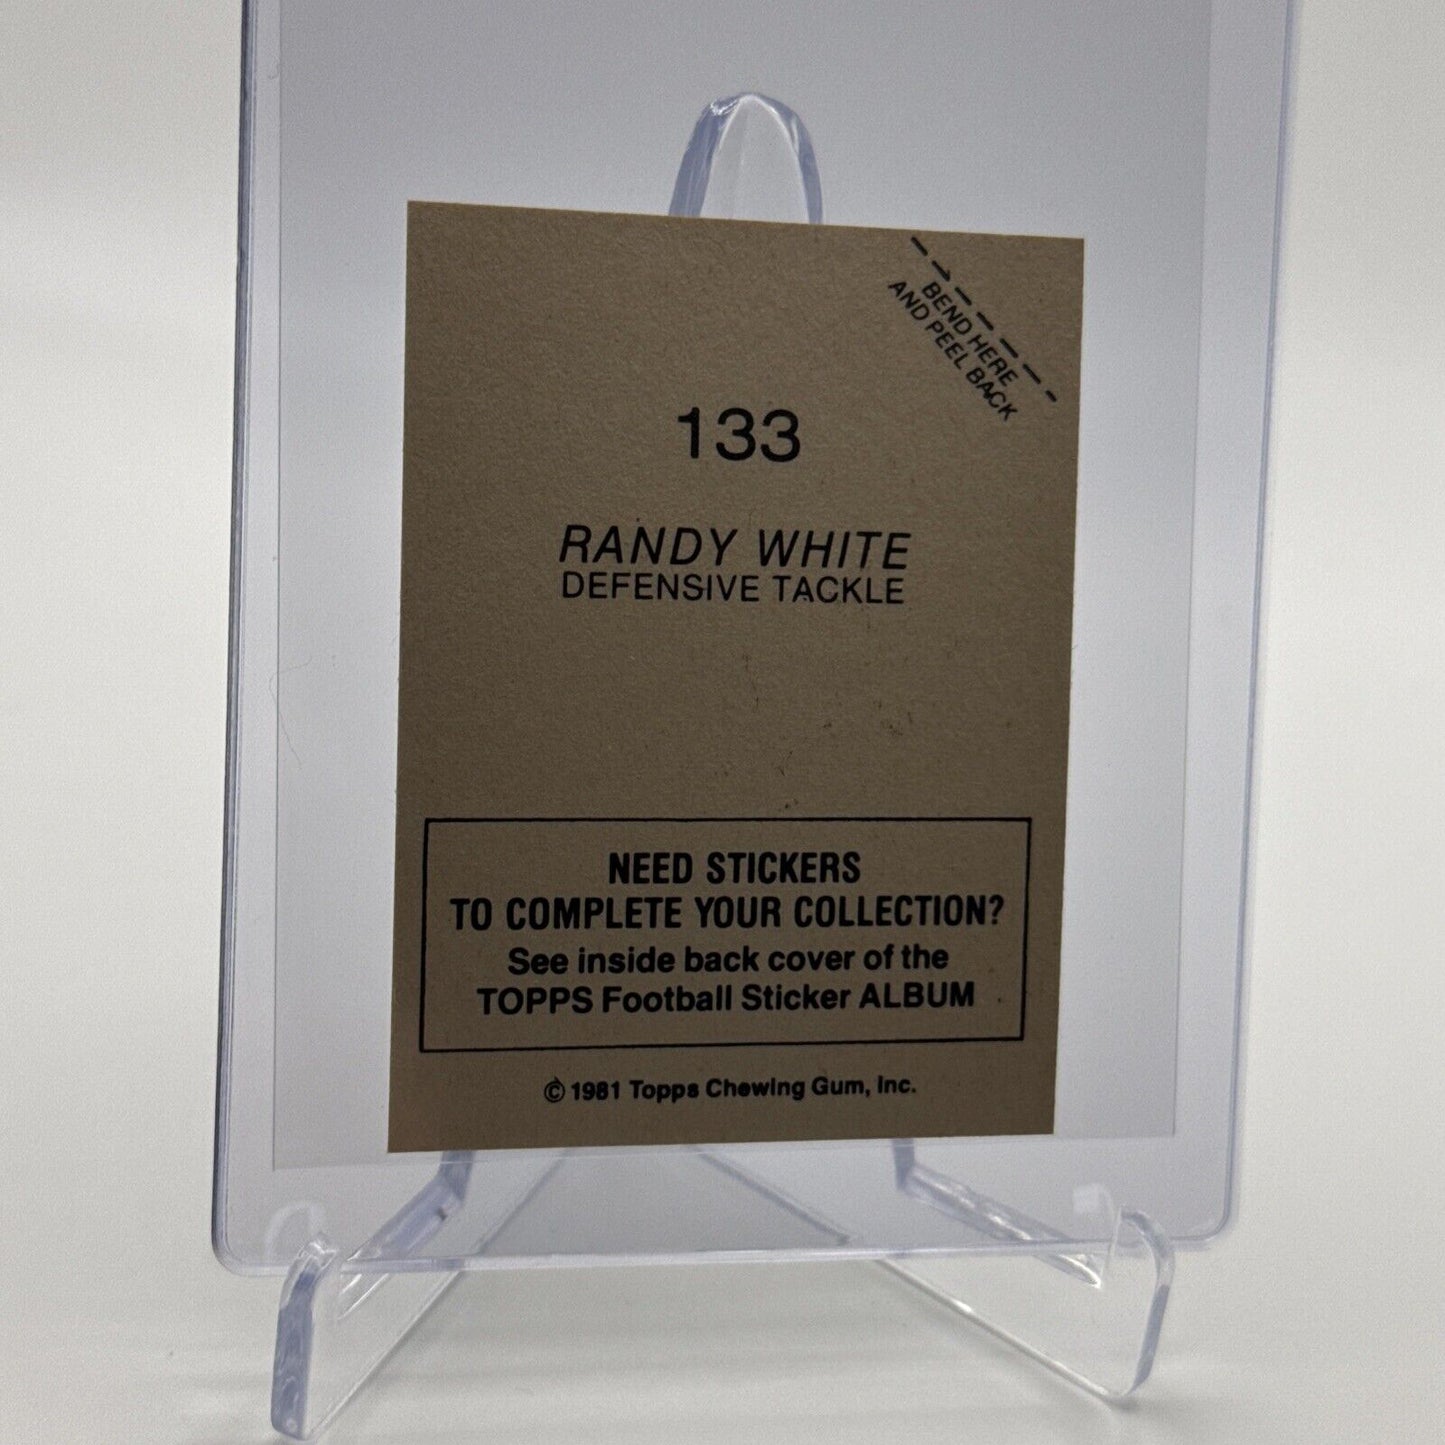 BEND HERE
AND PEEL BACK
133
RANDY WHITE
DEFENSIVE TACKLE
NEED STICKERS
TO COMPLETE YOUR COLLECTION?
See inside back cover of the
TOPPS Football Sticker ALBUM
© 1981 Topps Chewing Gum, Inc.